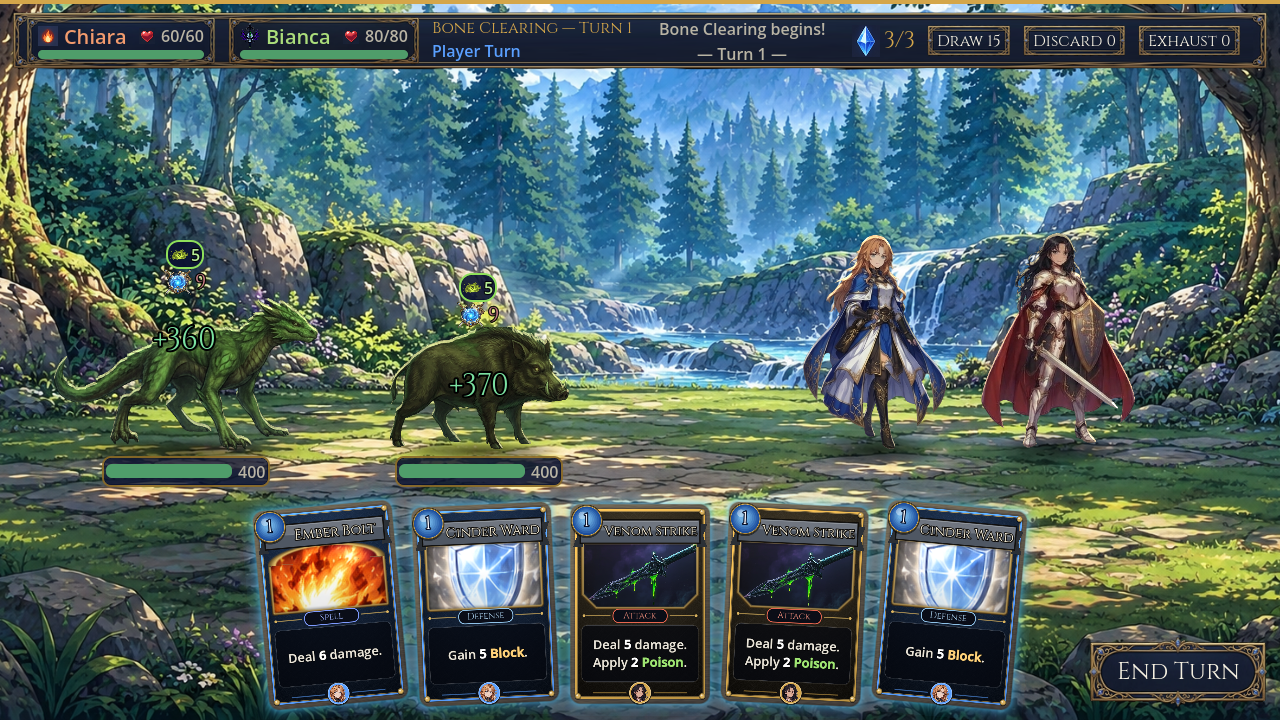 Chiara 60/60
Bianca 80/80
Bone Clearing — Turn 1
Player Turn
Bone Clearing begins!
— Turn 1 —
3/3
Draw 15
Discard 0
Exhaust 0
5
9
+360
5
9
+370
400
400
1
Ember Bolt
Spell
Deal 6 damage.
1
Cinder Ward
Defense
Gain 5 Block.
1
Venom Strike
Attack
Deal 5 damage.
Apply 2 Poison.
1
Venom Strike
Attack
Deal 5 damage.
Apply 2 Poison.
1
Cinder Ward
Defense
Gain 5 Block.
End Turn